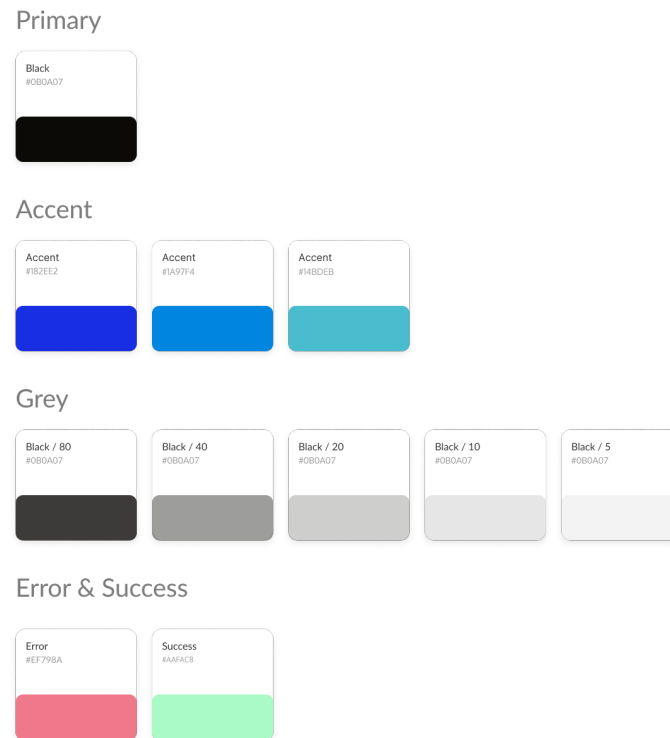 Primary
Black
#0B0A07
Accent
Accent Accent Accent
#182EE2 #1A97F4 #14BDEB
Grey
Black / 80 Black / 40 Black / 20 Black / 10 Black / 5
#0B0A07 #0B0A07 #0B0A07 #0B0A07 #0B0A07
Error & Success
Error Success
#EF798A #AAFAC8